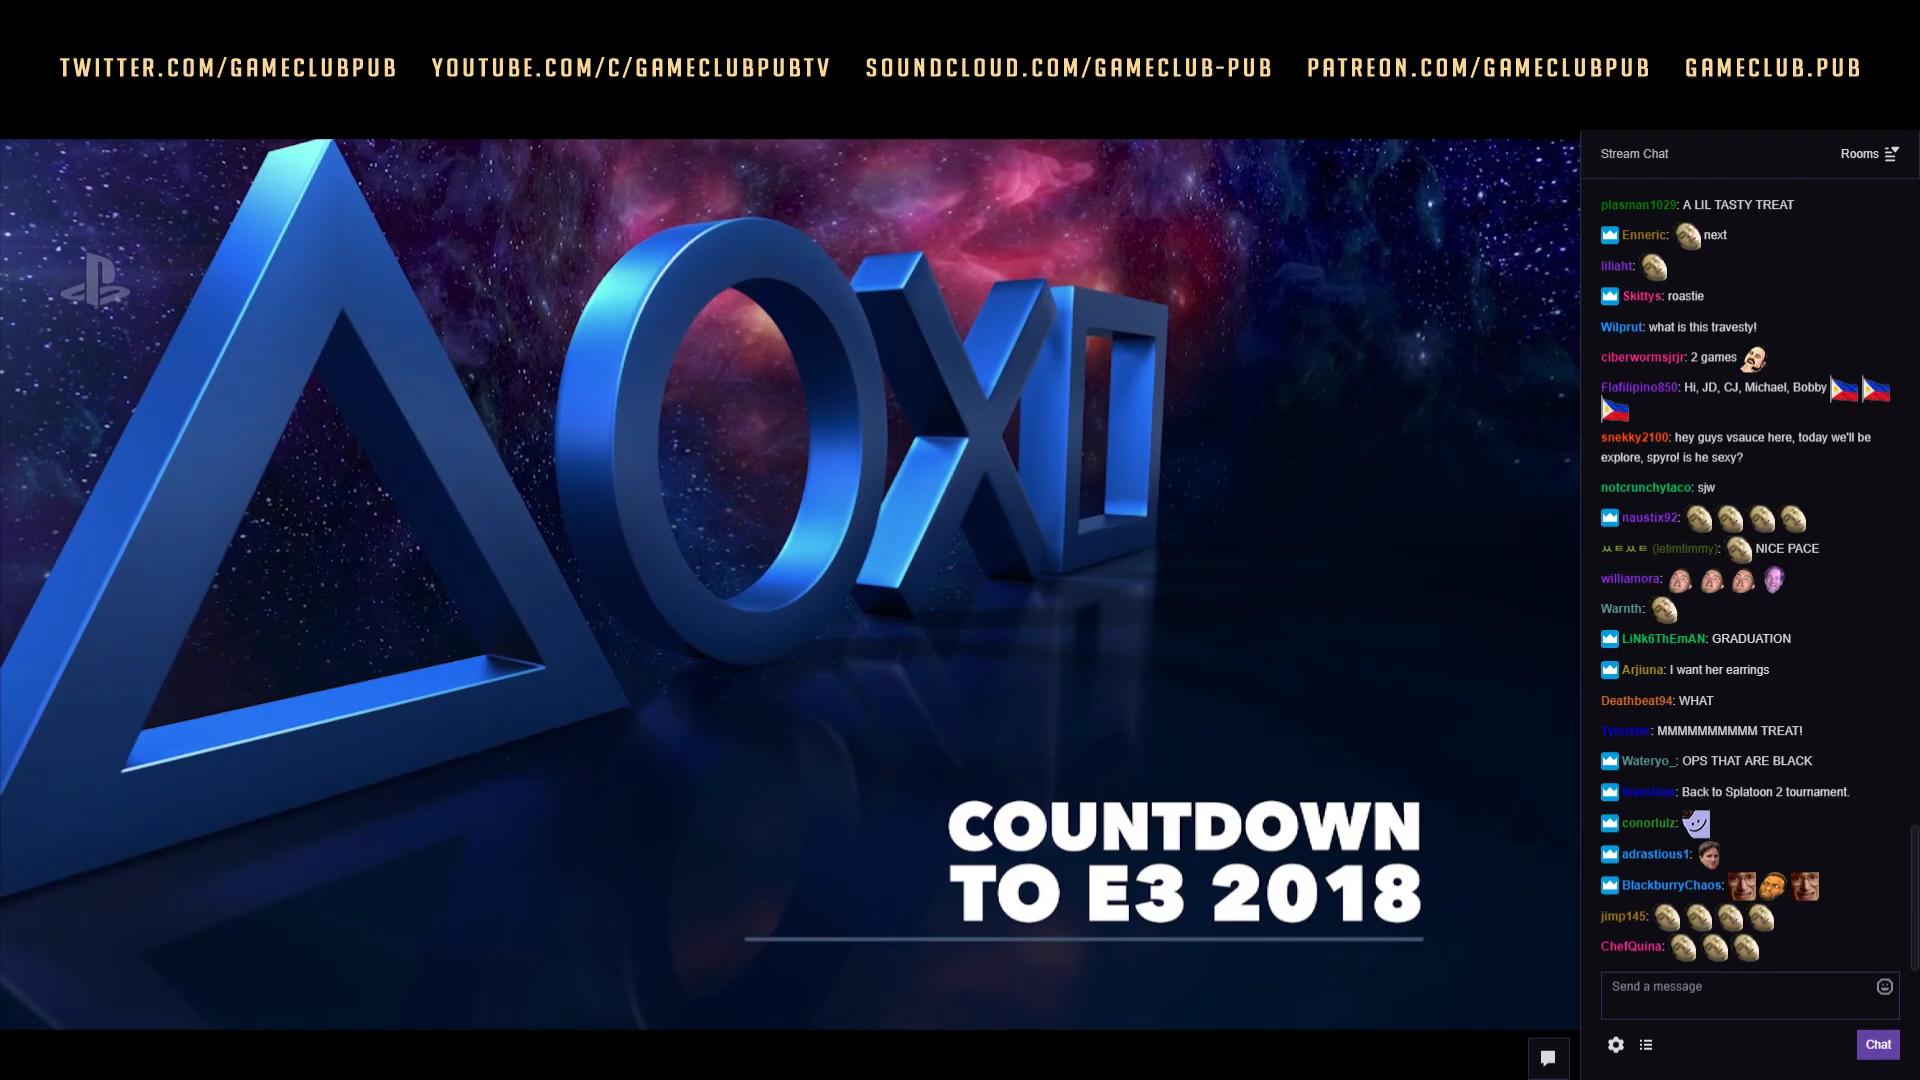 TWITTER.COM/GAMECLUBPUB YOUTUBE.COM/C/GAMECLUBPUBTV SOUNDCLOUD.COM/GAMECLUB-PUB PATREON.COM/GAMECLUBPUB GAMECLUB.PUB
COUNTDOWN
TO E3 2018
Stream Chat Rooms
plasman1029: A LIL TASTY TREAT
Enneric: next
liliaht:
Skittys: roastie
Wilprut: what is this travesty!
ciberwormsjrjr: 2 games
Flafilipino850: Hi, JD, CJ, Michael, Bobby
snekky2100: hey guys vsauce here, today we'll be
explore, spyro! is he sexy?
notcrunchytaco: sjw
naustix92:
ㅆㅌㅆㅌ (letimtimmy): NICE PACE
williamora:
Warnth:
LiNk6ThEmAN: GRADUATION
Arjiuna: I want her earrings
Deathbeat94: WHAT
Tybuster: MMMMMMMMMM TREAT!
Wateryo_: OPS THAT ARE BLACK
Back to Splatoon 2 tournament.
conorlulz:
adrastious1:
BlackburryChaos:
jimp145:
ChefQuina:
Send a message
Chat